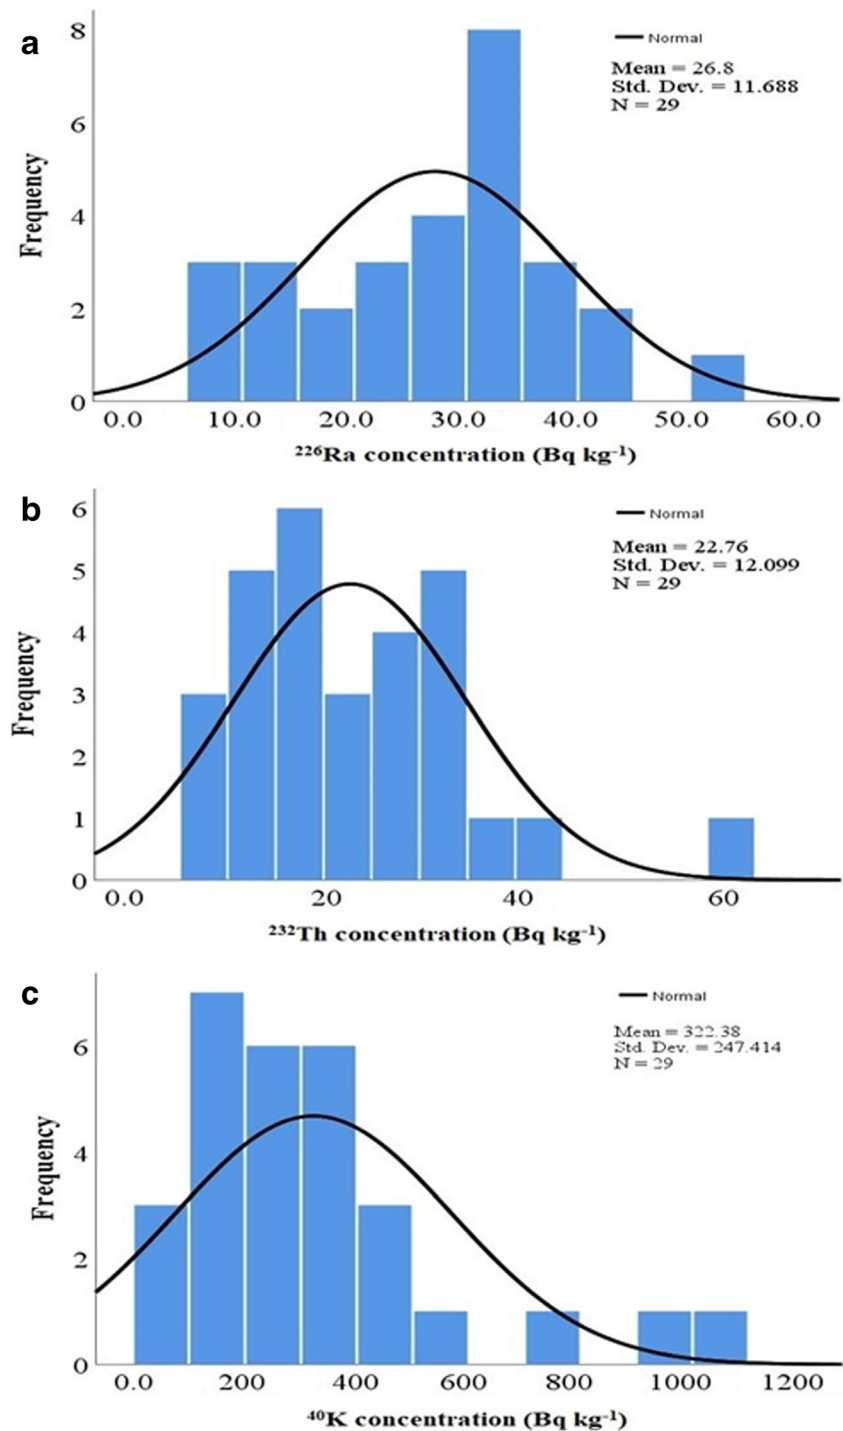 a
8
6
4
2
0
Frequency
Normal
Mean = 26.8
Std. Dev. = 11.688
N = 29
0.0 10.0 20.0 30.0 40.0 50.0 60.0
²²⁶Ra concentration (Bq kg⁻¹)
b
6
5
4
3
2
1
0
Frequency
Normal
Mean = 22.76
Std. Dev. = 12.099
N = 29
0.0 20 40 60
²³²Th concentration (Bq kg⁻¹)
c
6
4
2
0
Frequency
Normal
Mean = 322.38
Std. Dev. = 247.414
N = 29
0.0 200 400 600 800 1000 1200
⁴⁰K concentration (Bq kg⁻¹)